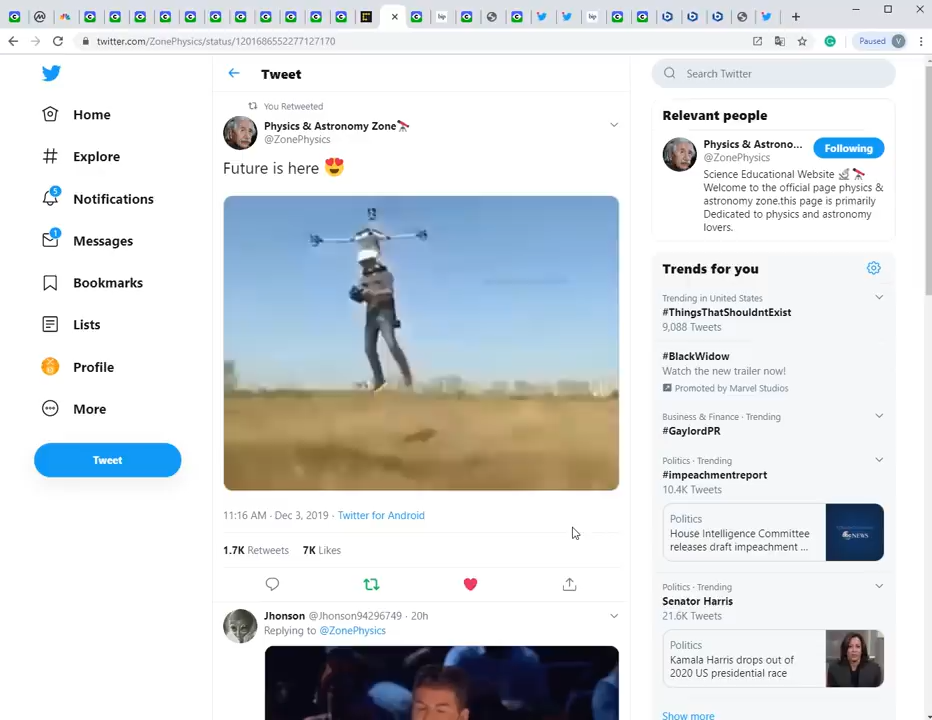 twitter.com/ZonePhysics/status/1201686552277127170
Paused
V
Home
Explore
5
Notifications
1
Messages
Bookmarks
Lists
Profile
More
Tweet
Tweet
You Retweeted
Physics & Astronomy Zone
@ZonePhysics
Future is here 😍
11:16 AM · Dec 3, 2019 · Twitter for Android
1.7K Retweets 7K Likes
Jhonson @Jhonson94296749 · 20h
Replying to @ZonePhysics
Search Twitter
Relevant people
Physics & Astrono...
@ZonePhysics
Following
Science Educational Website
Welcome to the official page physics &
astronomy zone.this page is primarily
Dedicated to physics and astronomy
lovers.
Trends for you
Trending in United States
#ThingsThatShouldntExist
9,088 Tweets
#BlackWidow
Watch the new trailer now!
Promoted by Marvel Studios
Business & Finance · Trending
#GaylordPR
Politics · Trending
#impeachmentreport
10.4K Tweets
Politics
House Intelligence Committee
releases draft impeachment ...
abc NEWS
Politics · Trending
Senator Harris
21.6K Tweets
Politics
Kamala Harris drops out of
2020 US presidential race
Show more